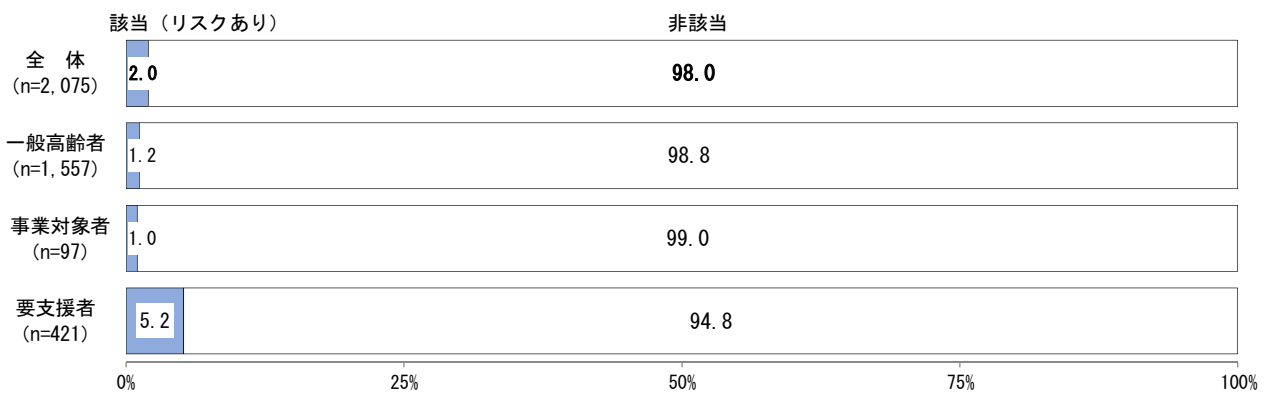 該当（リスクあり） 非該当
全　体
(n=2,075)
2.0 98.0
一般高齢者
(n=1,557)
1.2 98.8
事業対象者
(n=97)
1.0 99.0
要支援者
(n=421)
5.2 94.8
0% 25% 50% 75% 100%